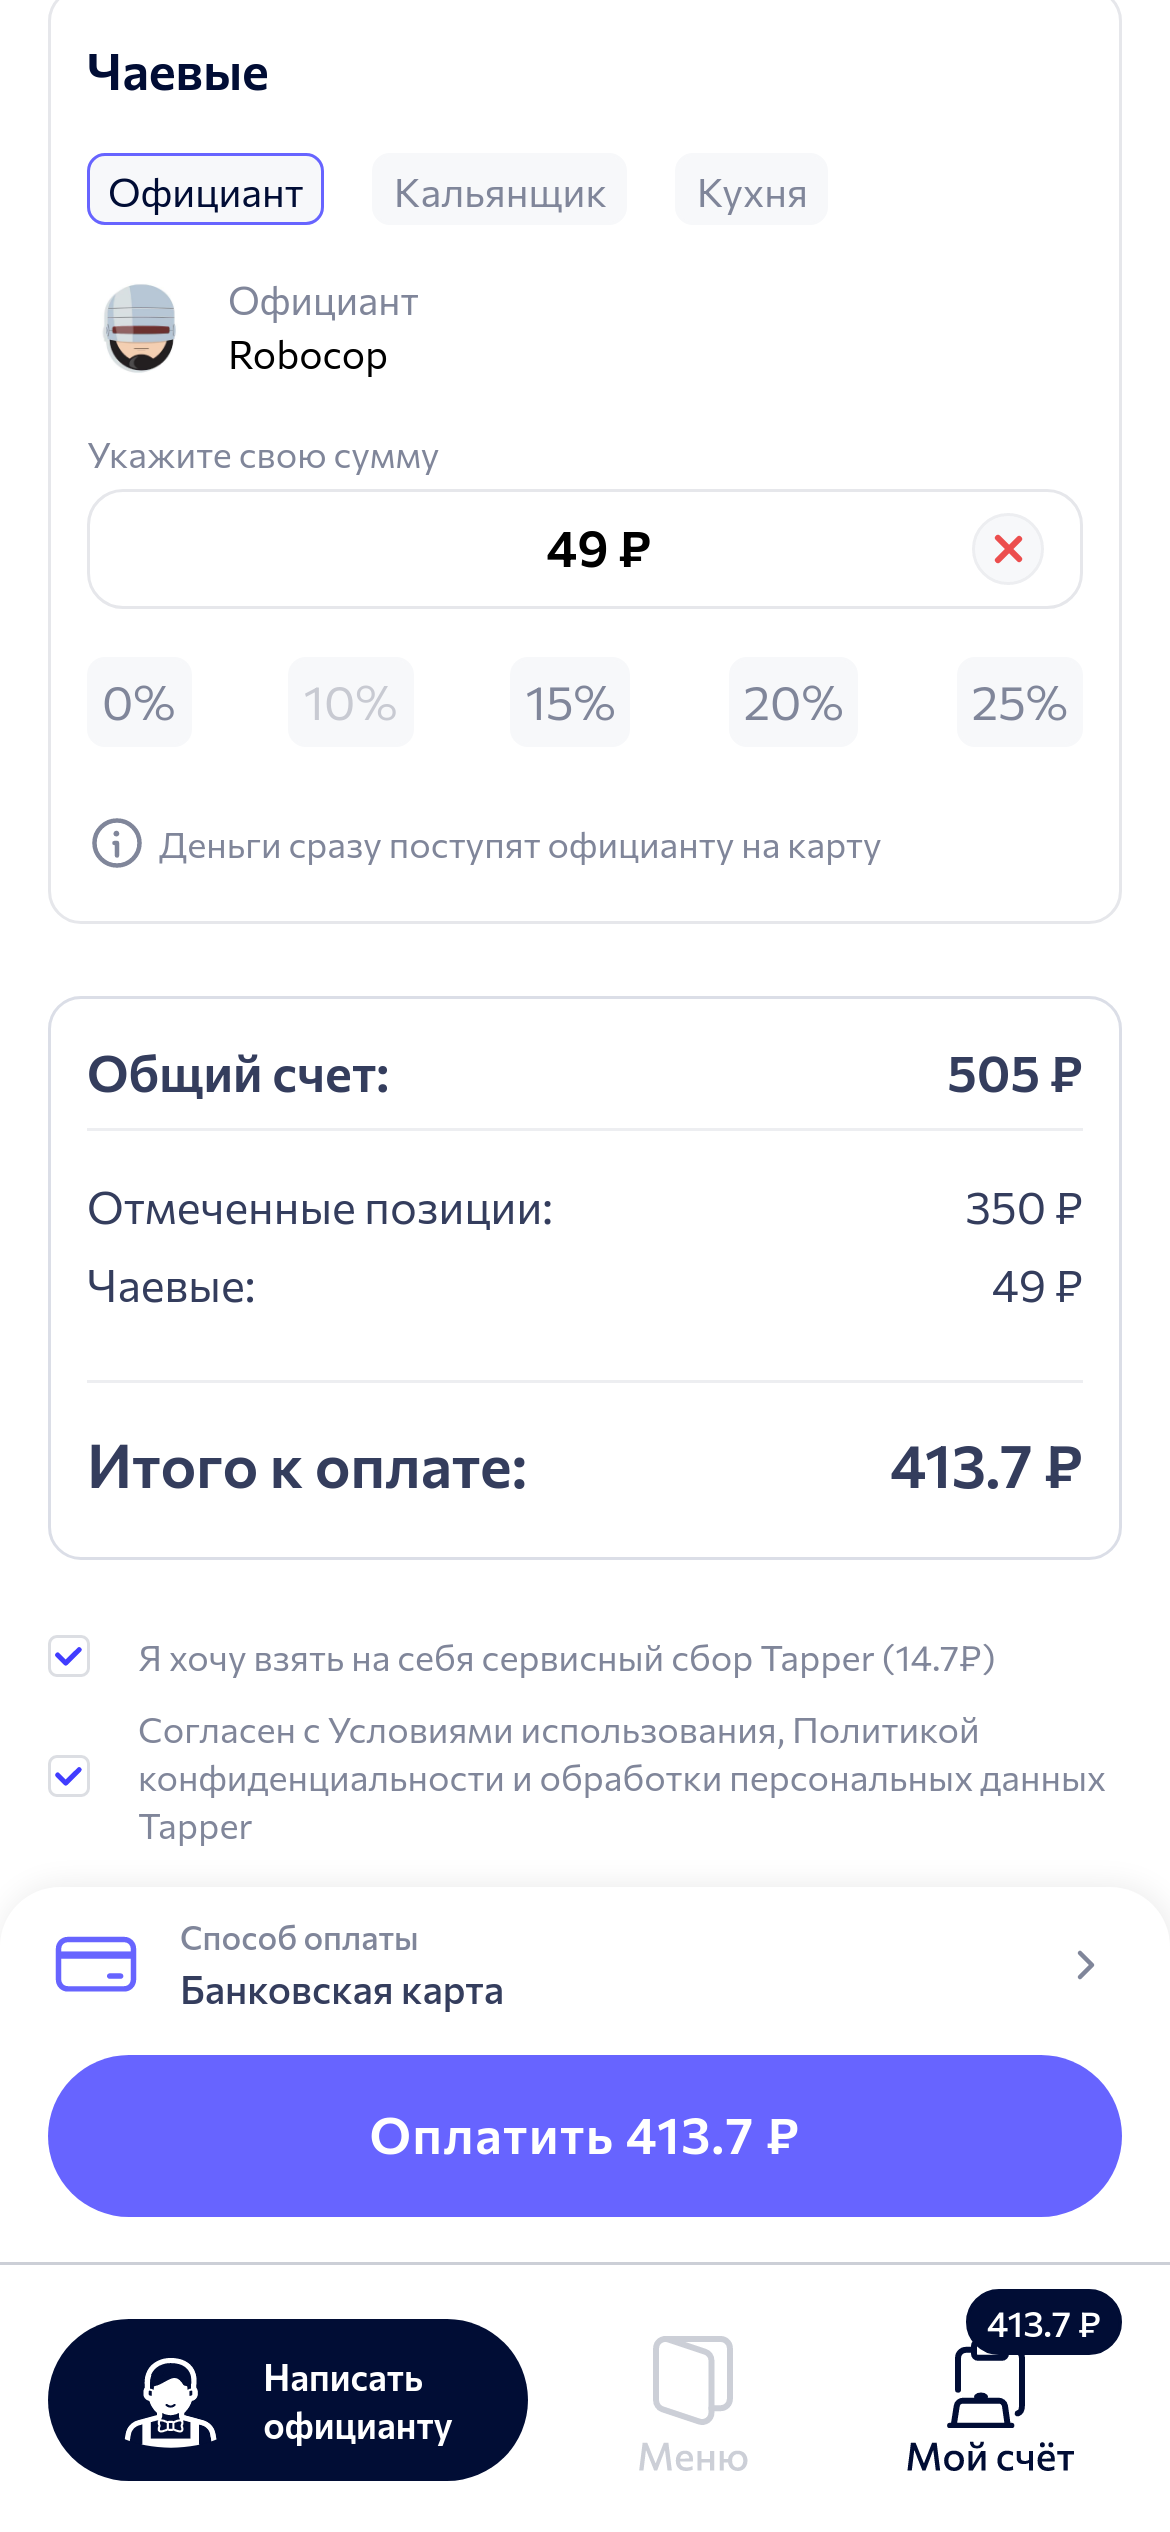 Чаевые
Официант
Кальянщик
Кухня
Официант
Robocop
Укажите свою сумму
49 ₽
0%
10%
15%
20%
25%
Деньги сразу поступят официанту на карту
Общий счет: 505 ₽
Отмеченные позиции: 350 ₽
Чаевые: 49 ₽
Итого к оплате: 413.7 ₽
Я хочу взять на себя сервисный сбор Tapper (14.7₽)
Согласен с Условиями использования, Политикой
конфиденциальности и обработки персональных данных
Tapper
Способ оплаты
Банковская карта
Оплатить 413.7 ₽
Написать
официанту
Меню
413.7 ₽
Мой счёт